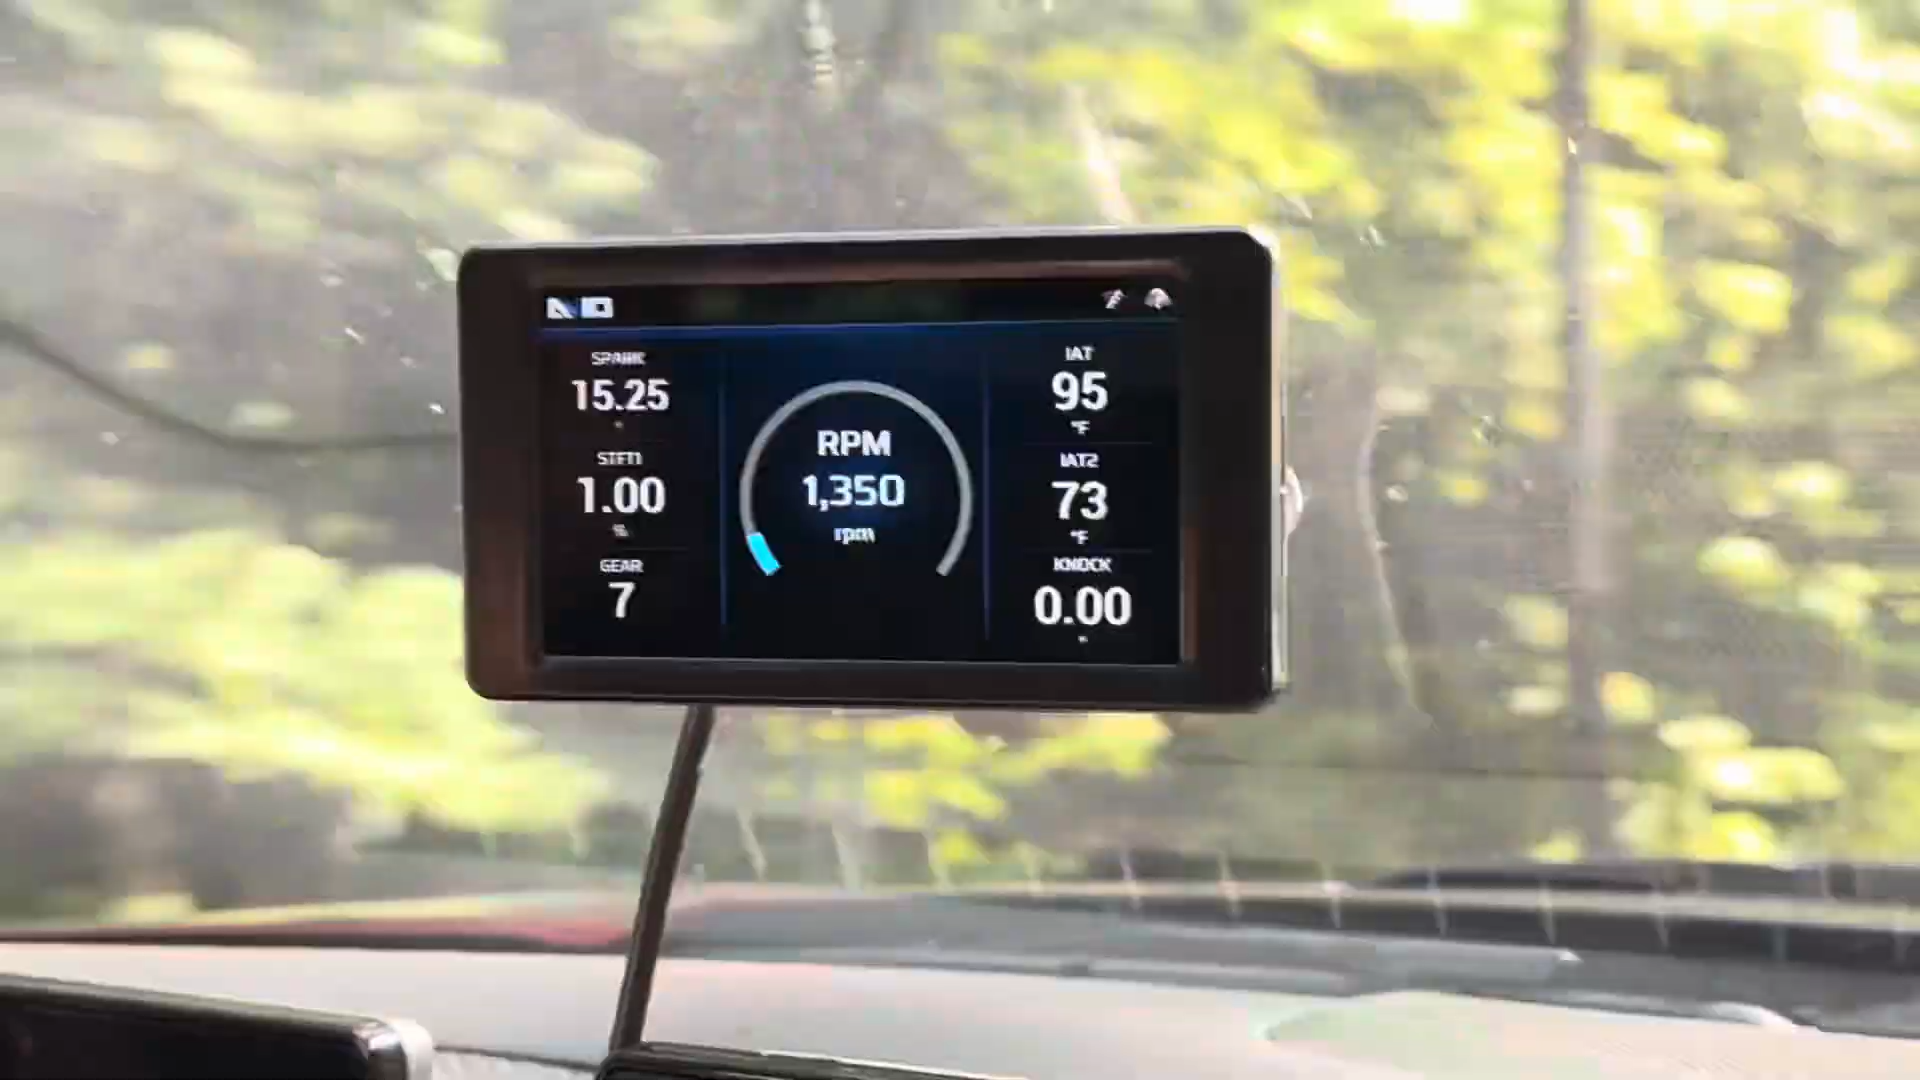 SPARK
15.25
°
STFT1
1.00
%
GEAR
7
RPM
1,350
rpm
IAT
95
°F
IAT2
73
°F
KNOCK
0.00
°